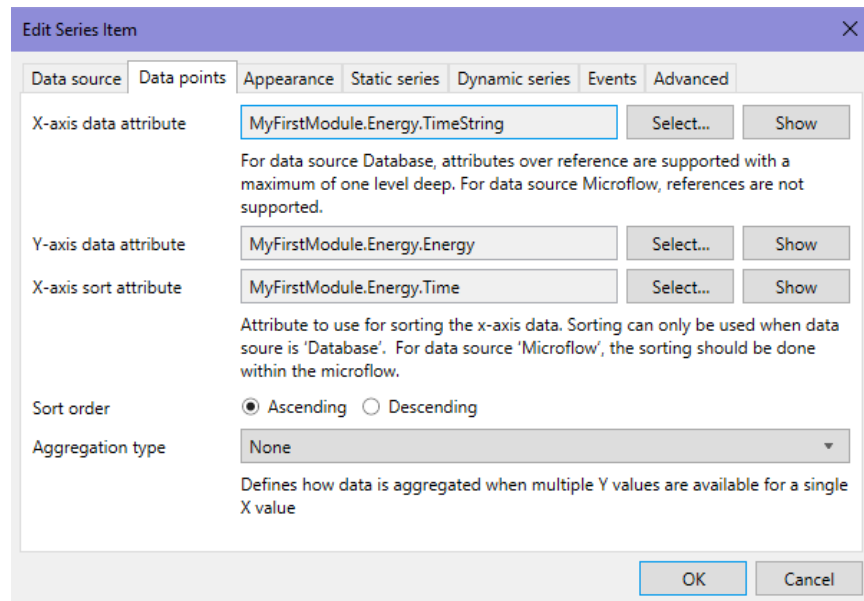 Edit Series Item
Data source Data points Appearance Static series Dynamic series Events Advanced
X-axis data attribute MyFirstModule.Energy.TimeString Select... Show
For data source Database, attributes over reference are supported with a
maximum of one level deep. For data source Microflow, references are not
supported.
Y-axis data attribute MyFirstModule.Energy.Energy Select... Show
X-axis sort attribute MyFirstModule.Energy.Time Select... Show
Attribute to use for sorting the x-axis data. Sorting can only be used when data
soure is 'Database'. For data source 'Microflow', the sorting should be done
within the microflow.
Sort order Ascending Descending
Aggregation type None
Defines how data is aggregated when multiple Y values are available for a single
X value
OK Cancel